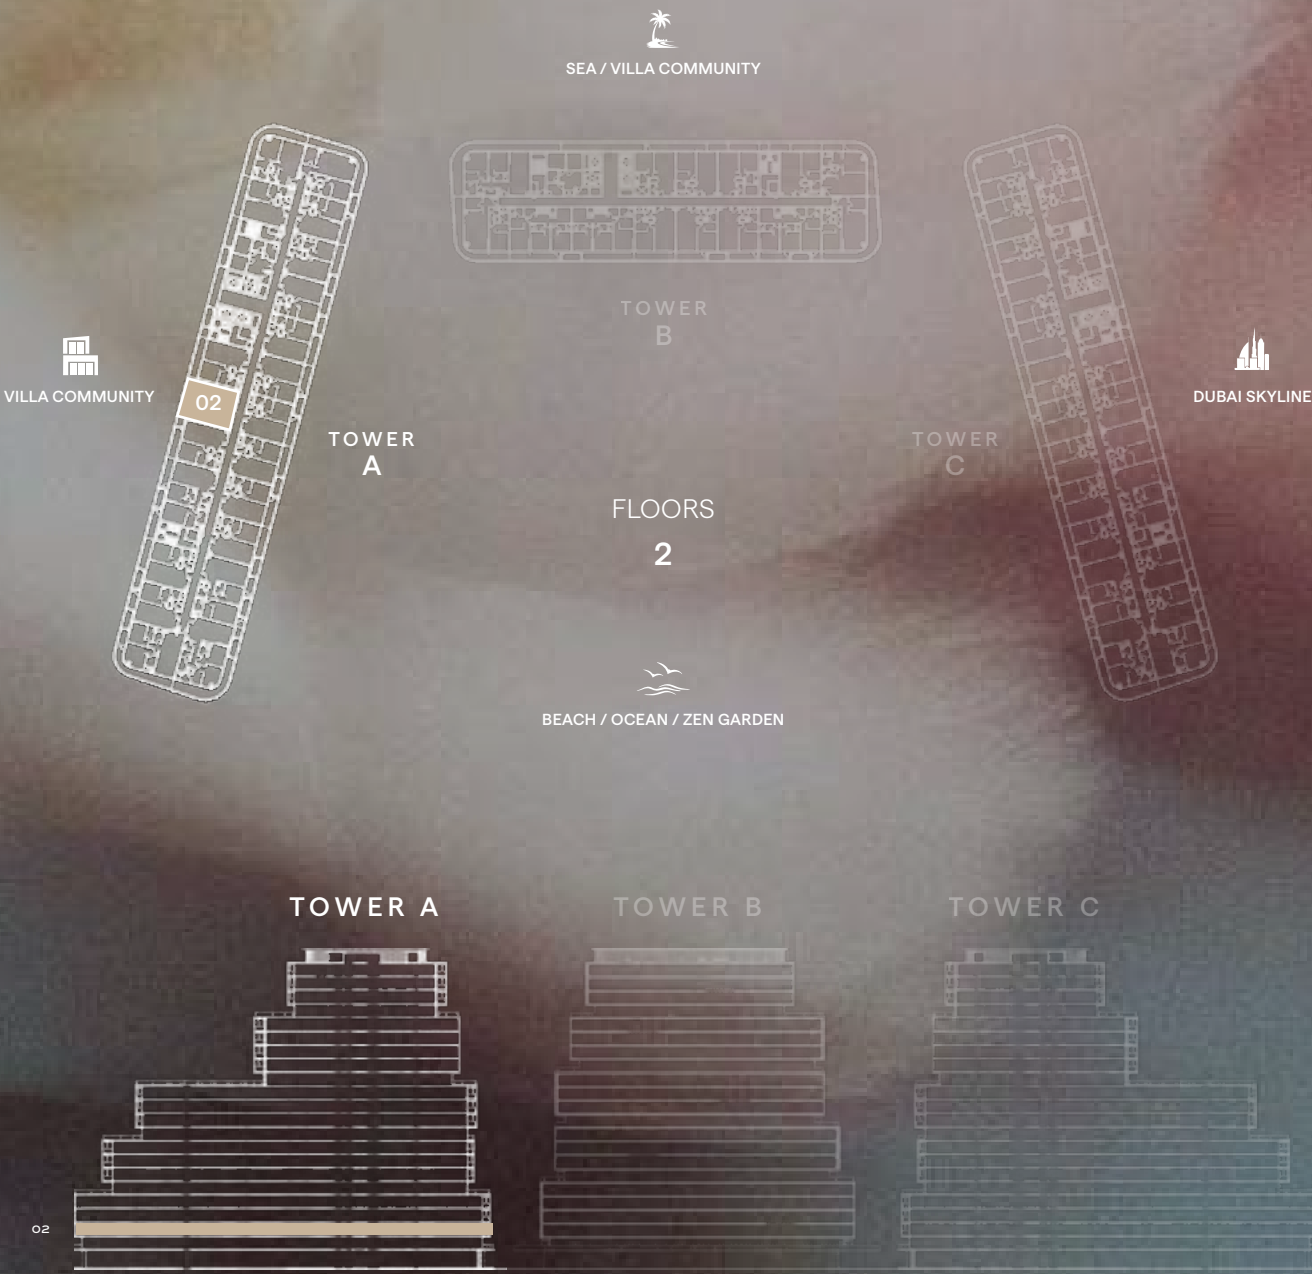 SEA / VILLA COMMUNITY
TOWER
B
VILLA COMMUNITY
02
DUBAI SKYLINE
TOWER
A
TOWER
C
FLOORS
2
BEACH / OCEAN / ZEN GARDEN
TOWER A
TOWER B
TOWER C
02